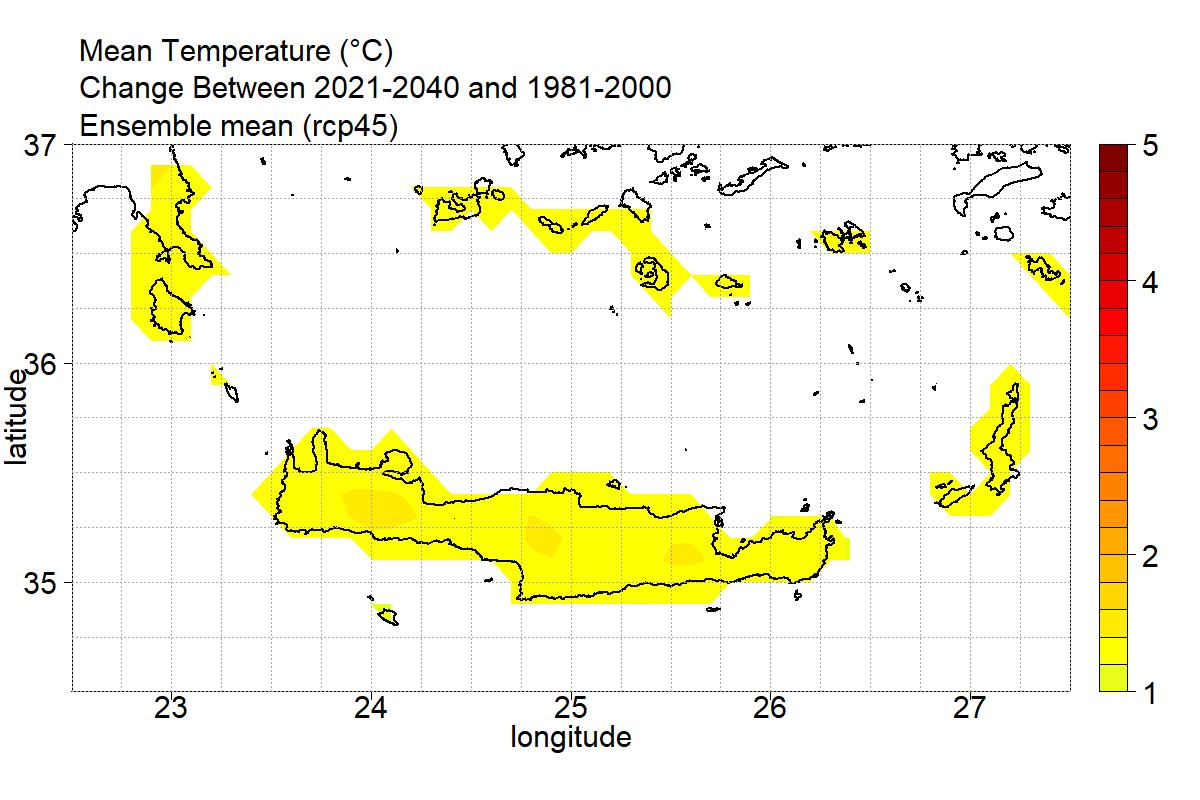 Mean Temperature (°C)
Change Between 2021-2040 and 1981-2000
Ensemble mean (rcp45)
37
36
35
latitude
23
24
25
26
27
longitude
5
4
3
2
1